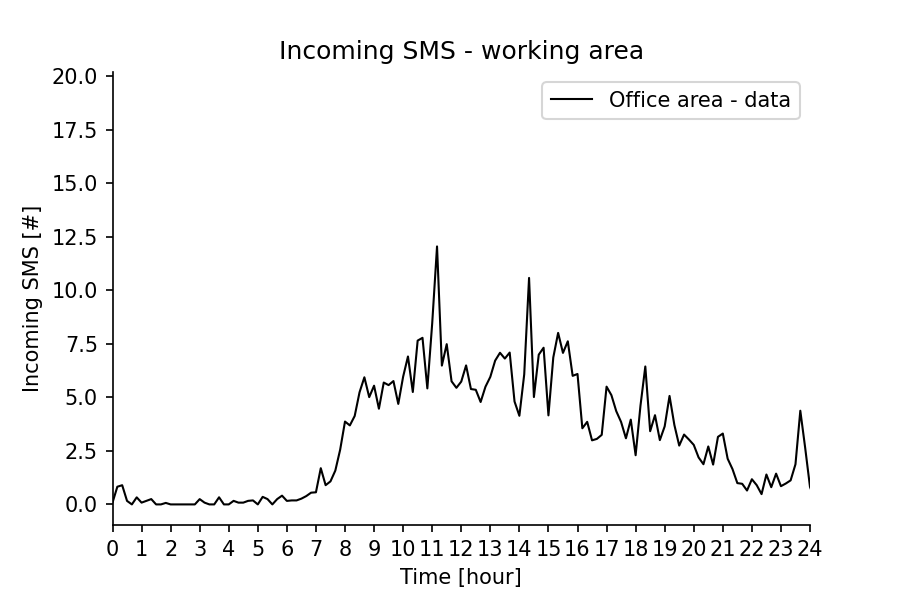 Incoming SMS - working area
Office area - data
20.0
17.5
15.0
12.5
10.0
7.5
5.0
2.5
0.0
Incoming SMS [#]
0 1 2 3 4 5 6 7 8 9 10 11 12 13 14 15 16 17 18 19 20 21 22 23 24
Time [hour]